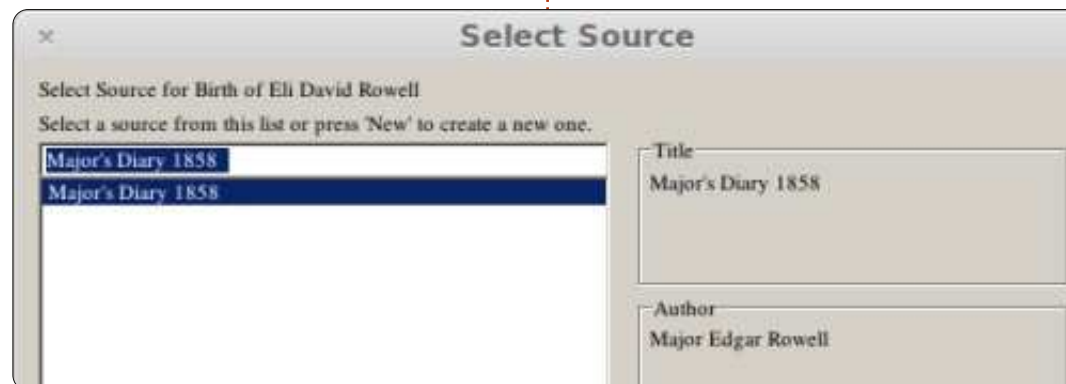 Select Source
Select Source for Birth of Eli David Rowell
Select a source from this list or press 'New' to create a new one.
Major's Diary 1858
Major's Diary 1858
Title
Major's Diary 1858
Author
Major Edgar Rowell